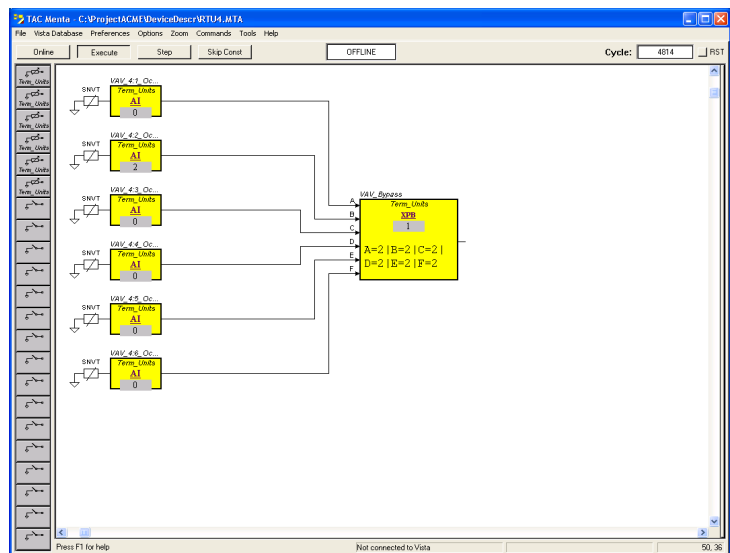 TAC Menta - C:\ProjectACME\DeviceDescr\RTU4.MTA
File Vista Database Preferences Options Zoom Commands Tools Help
Online Execute Step Skip Const OFFLINE Cycle: 4814 RST
Term_Units
Term_Units
Term_Units
Term_Units
Term_Units
Term_Units
VAV_4:1_Oc...
SNVT Term_Units
AI
0
VAV_4:2_Oc...
SNVT Term_Units
AI
2
VAV_4:3_Oc...
SNVT Term_Units
AI
0
VAV_4:4_Oc...
SNVT Term_Units
AI
0
VAV_4:5_Oc...
SNVT Term_Units
AI
0
VAV_4:6_Oc...
SNVT Term_Units
AI
0
VAV_Bypass
A
B
C
D
E
F
Term_Units
XPB
1
A=2|B=2|C=2|
D=2|E=2|F=2
Press F1 for help Not connected to Vista 50, 36